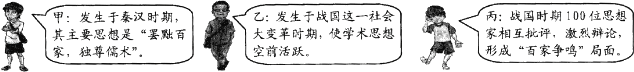 甲：发生于秦汉时期，
其主要思想是“罢黜百
家，独尊儒术”。
乙：发生于战国这一社会
大变革时期，使学术思想
空前活跃。
丙：战国时期100位思想
家相互批评，激烈辩论，
形成“百家争鸣”局面。